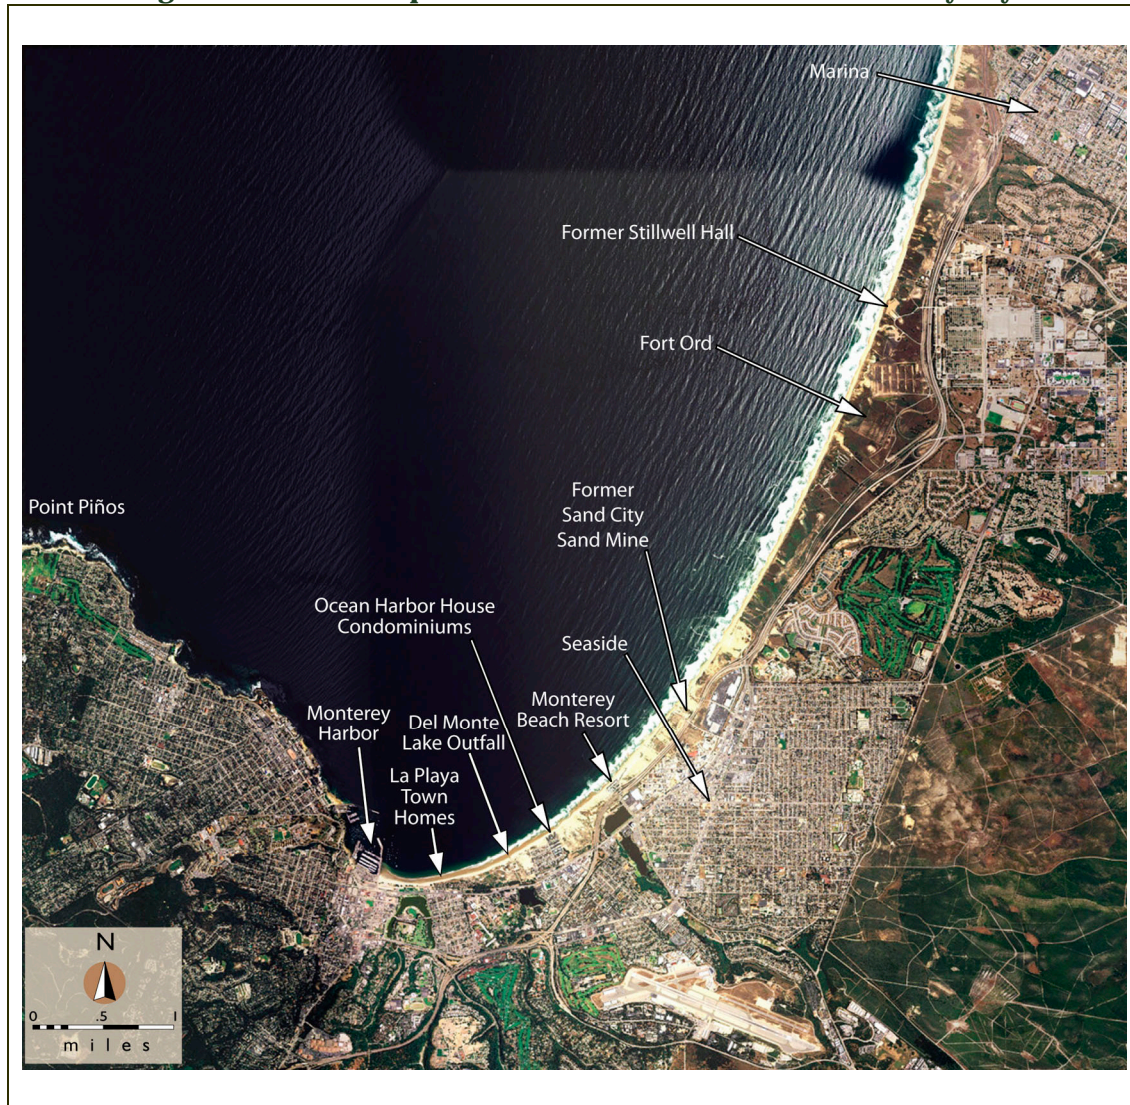 Marina
Former Stillwell Hall
Fort Ord
Former
Sand City
Sand Mine
Point Piños
Ocean Harbor House
Condominiums
Seaside
Monterey
Beach Resort
Monterey
Harbor
Del Monte
Lake Outfall
La Playa
Town
Homes
N
0 .5 1
miles